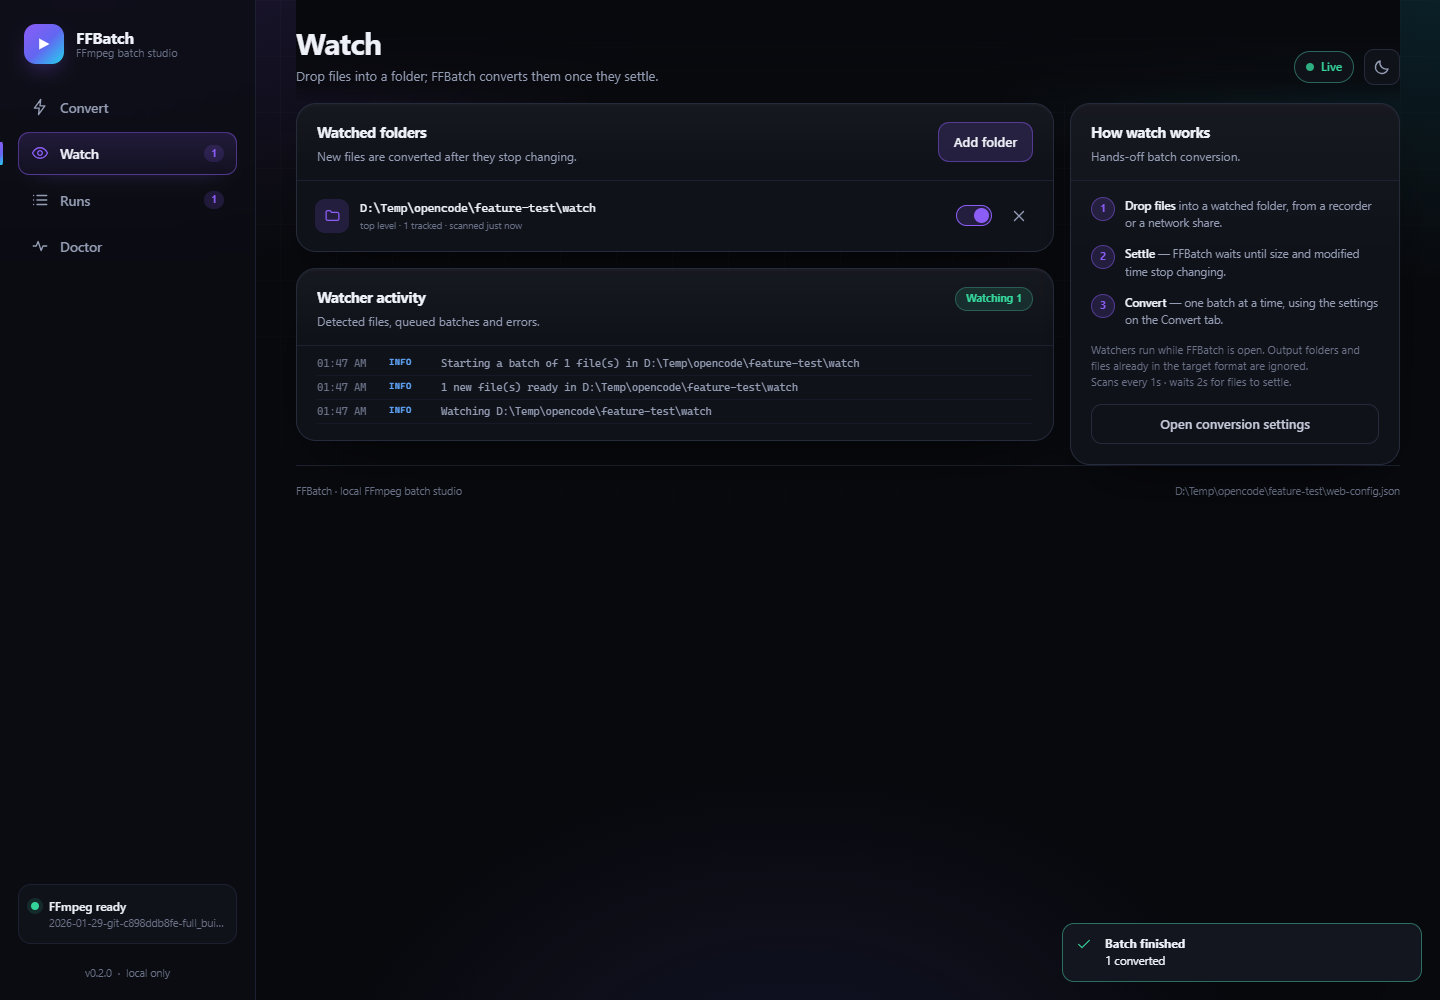 FFBatch
FFmpeg batch studio
Convert
Watch 1
Runs 1
Doctor
FFmpeg ready
2026-01-29-git-c898ddb8fe-full_bui...
v0.2.0 · local only
Watch
Drop files into a folder; FFBatch converts them once they settle.
Live
Watched folders
New files are converted after they stop changing.
Add folder
D:\Temp\opencode\feature-test\watch
top level · 1 tracked · scanned just now
Watcher activity
Detected files, queued batches and errors.
Watching 1
01:47 AM INFO Starting a batch of 1 file(s) in D:\Temp\opencode\feature-test\watch
01:47 AM INFO 1 new file(s) ready in D:\Temp\opencode\feature-test\watch
01:47 AM INFO Watching D:\Temp\opencode\feature-test\watch
How watch works
Hands-off batch conversion.
1 Drop files into a watched folder, from a recorder
or a network share.
2 Settle — FFBatch waits until size and modified
time stop changing.
3 Convert — one batch at a time, using the settings
on the Convert tab.
Watchers run while FFBatch is open. Output folders and
files already in the target format are ignored.
Scans every 1s · waits 2s for files to settle.
Open conversion settings
FFBatch · local FFmpeg batch studio
D:\Temp\opencode\feature-test\web-config.json
Batch finished
1 converted